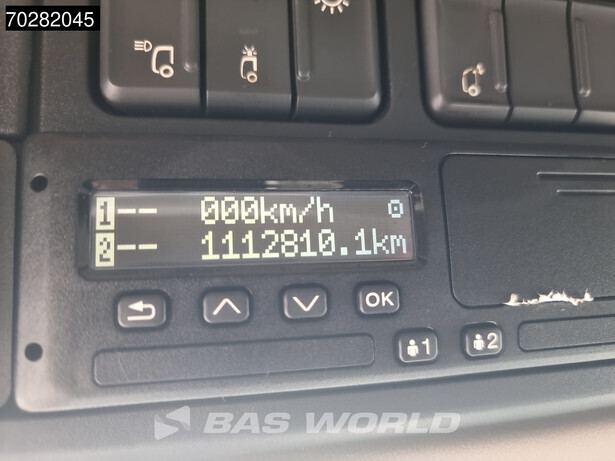 70282045
1-- 000km/h
2-- 1112810.1km
OK
1 2
BAS WORLD